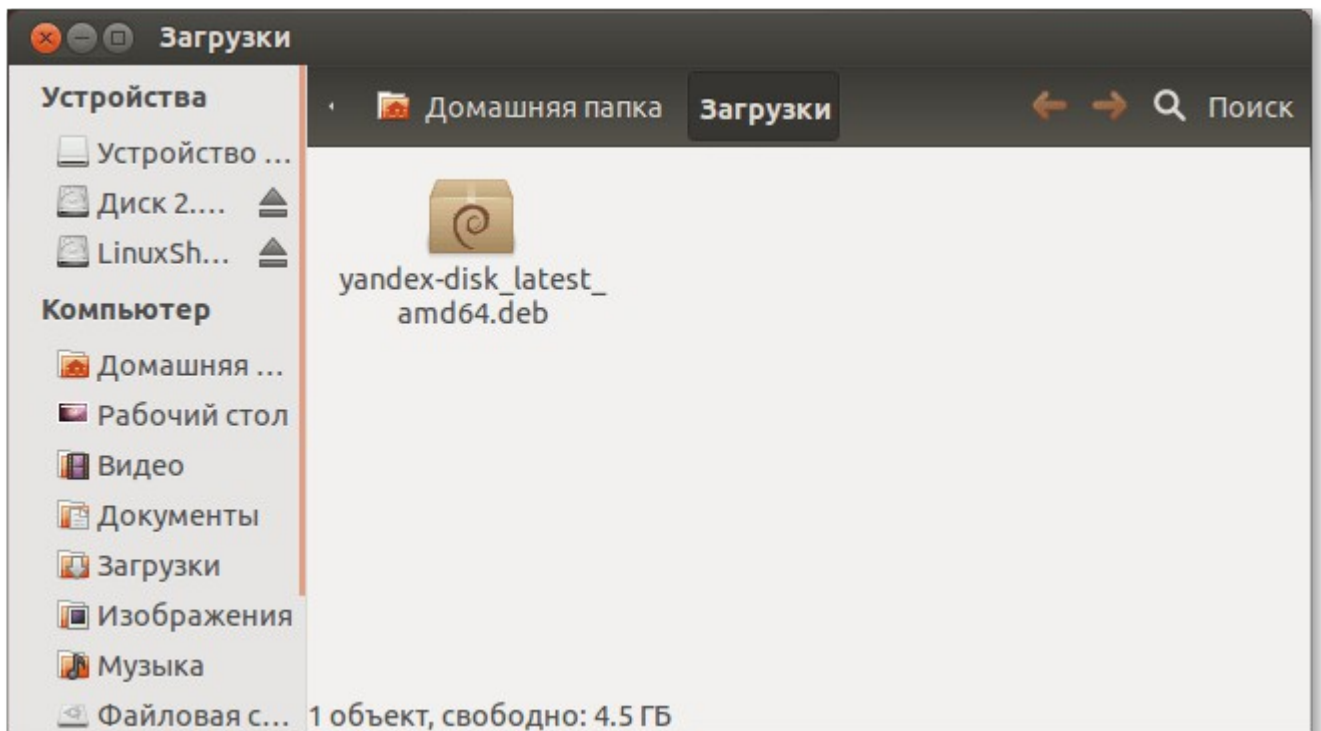 Загрузки
Устройства
Устройство ...
Диск 2....
LinuxSh...
Компьютер
Домашняя ...
Рабочий стол
Видео
Документы
Загрузки
Изображения
Музыка
Файловая с...
Домашняя папка Загрузки Поиск
yandex-disk_latest_
amd64.deb
1 объект, свободно: 4.5 ГБ